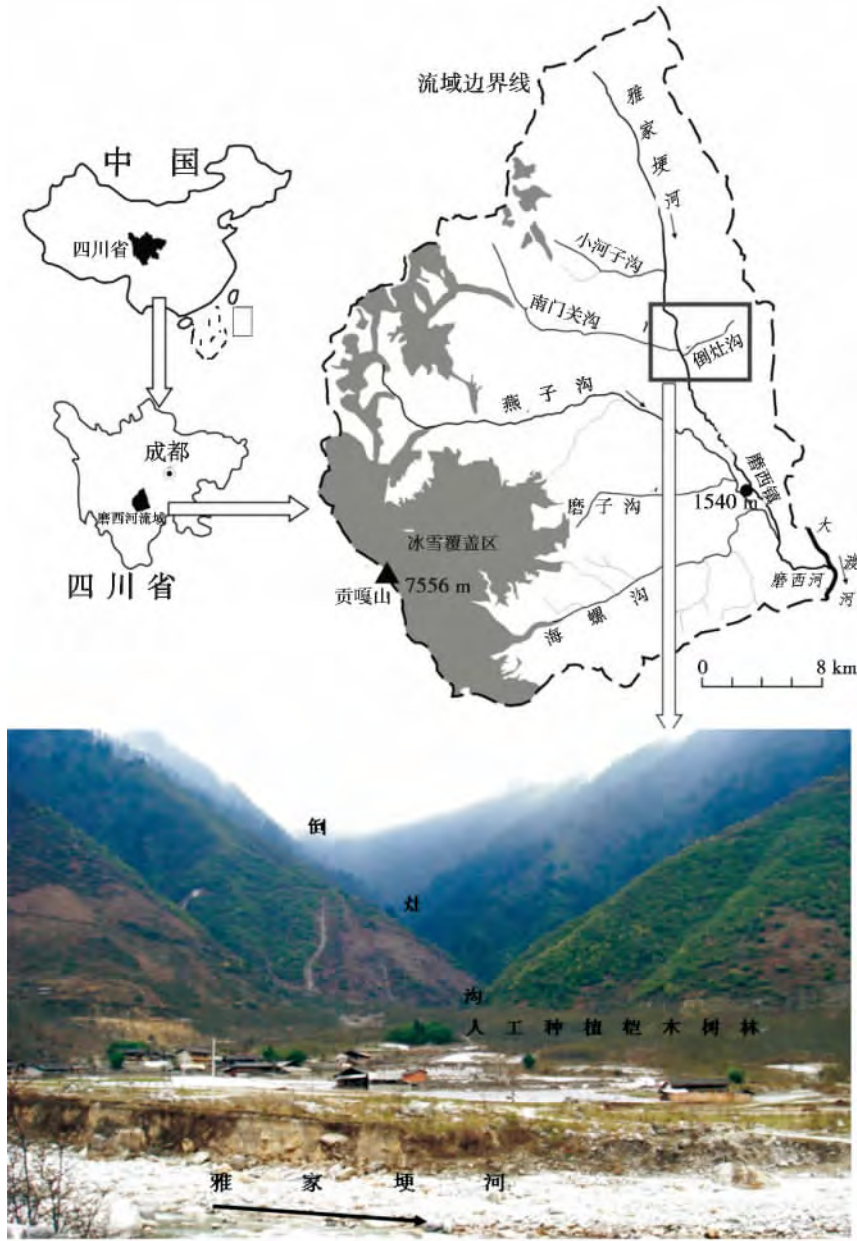 中国
四川省
成都
磨西河流域
四川省
流域边界线
雅家埂河
小河子沟
南门关沟
倒灶沟
燕子沟
磨西镇
1540 m
磨子沟
冰雪覆盖区
贡嘎山
7556 m
海螺沟
磨西河
大渡河
0 8 km
倒灶沟
人工种植桤木树林
雅家埂河